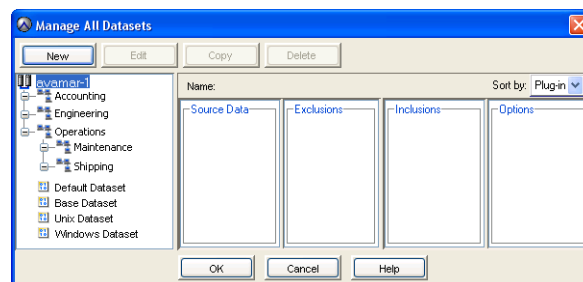 Manage All Datasets
New Edit Copy Delete
avamar-1
Accounting
Engineering
Operations
Maintenance
Shipping
Default Dataset
Base Dataset
Unix Dataset
Windows Dataset
Name: Sort by: Plug-in
Source Data Exclusions Inclusions Options
OK Cancel Help